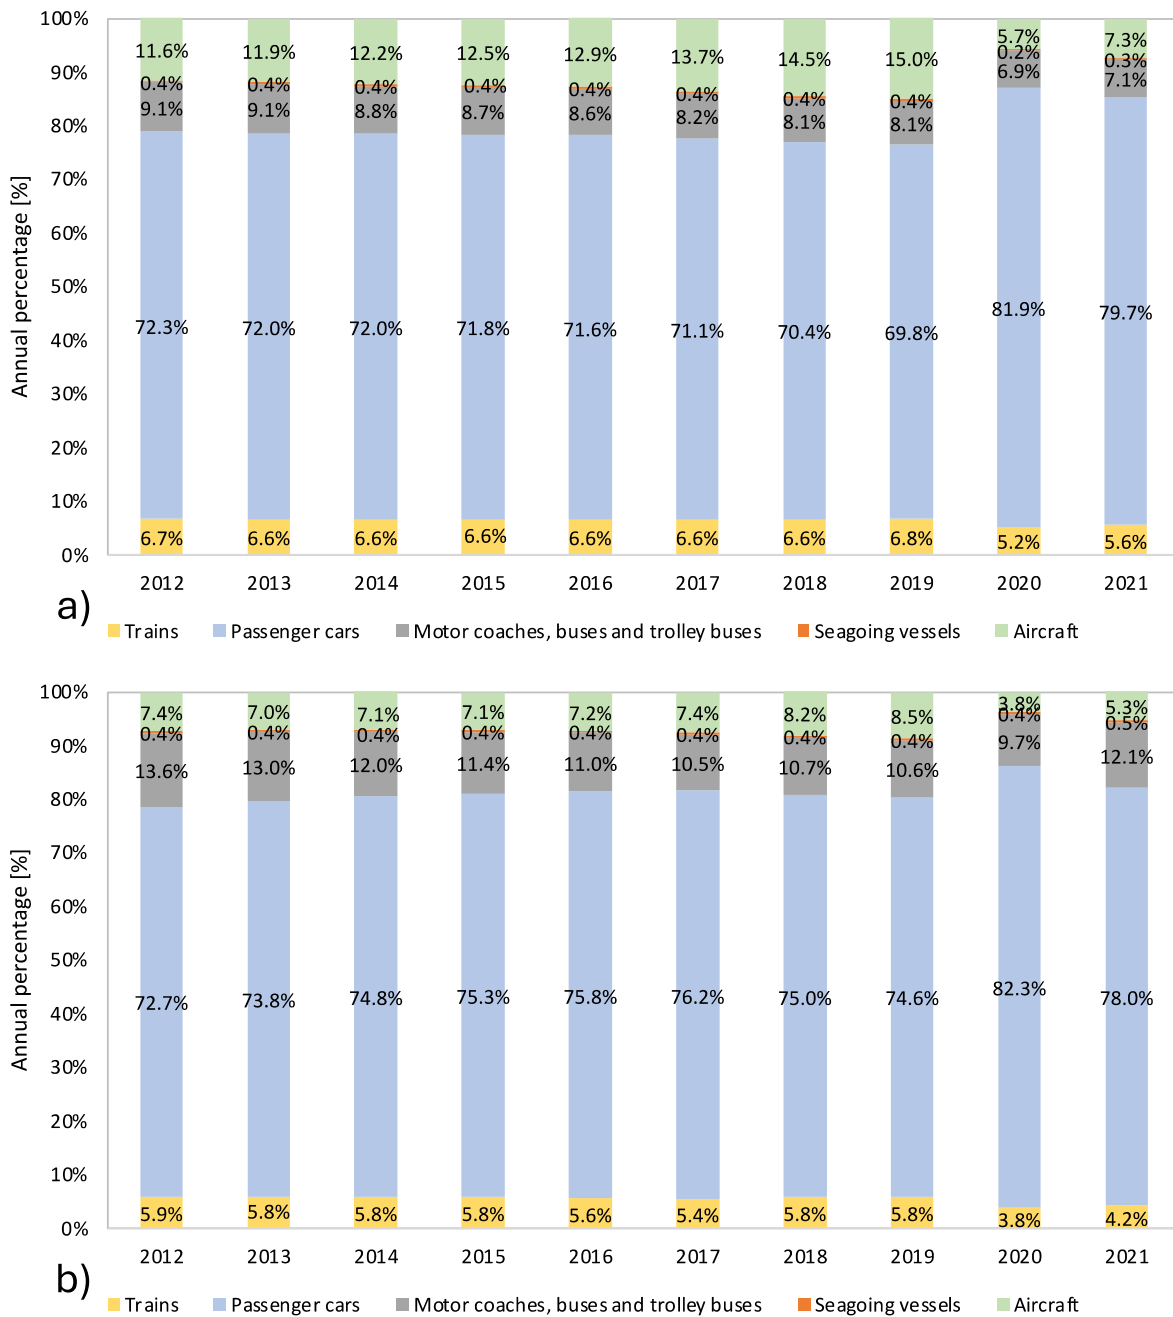 100%
11.6% 11.9% 12.2% 12.5% 12.9% 13.7% 14.5% 15.0% 5.7% 7.3%
90%
0.4% 0.4% 0.4% 0.4% 0.4% 0.4% 0.4% 0.4% 0.2% 0.3%
9.1% 9.1% 8.8% 8.7% 8.6% 8.2% 8.1% 8.1% 6.9% 7.1%
80%
70%
60%
50%
72.3% 72.0% 72.0% 71.8% 71.6% 71.1% 70.4% 69.8% 81.9% 79.7%
40%
30%
20%
10%
6.7% 6.6% 6.6% 6.6% 6.6% 6.6% 6.6% 6.8% 5.2% 5.6%
0%
Annual percentage [%]
2012 2013 2014 2015 2016 2017 2018 2019 2020 2021
a)
Trains Passenger cars Motor coaches, buses and trolley buses Seagoing vessels Aircraft
100%
7.4% 7.0% 7.1% 7.1% 7.2% 7.4% 8.2% 8.5% 3.8% 5.3%
0.4% 0.4% 0.4% 0.4% 0.4% 0.4% 0.4% 0.4% 0.4% 0.5%
90%
13.6% 13.0% 12.0% 11.4% 11.0% 10.5% 10.7% 10.6% 9.7% 12.1%
80%
70%
60%
50%
72.7% 73.8% 74.8% 75.3% 75.8% 76.2% 75.0% 74.6% 82.3% 78.0%
40%
30%
20%
10%
5.9% 5.8% 5.8% 5.8% 5.6% 5.4% 5.8% 5.8% 3.8% 4.2%
0%
Annual percentage [%]
2012 2013 2014 2015 2016 2017 2018 2019 2020 2021
b)
Trains Passenger cars Motor coaches, buses and trolley buses Seagoing vessels Aircraft